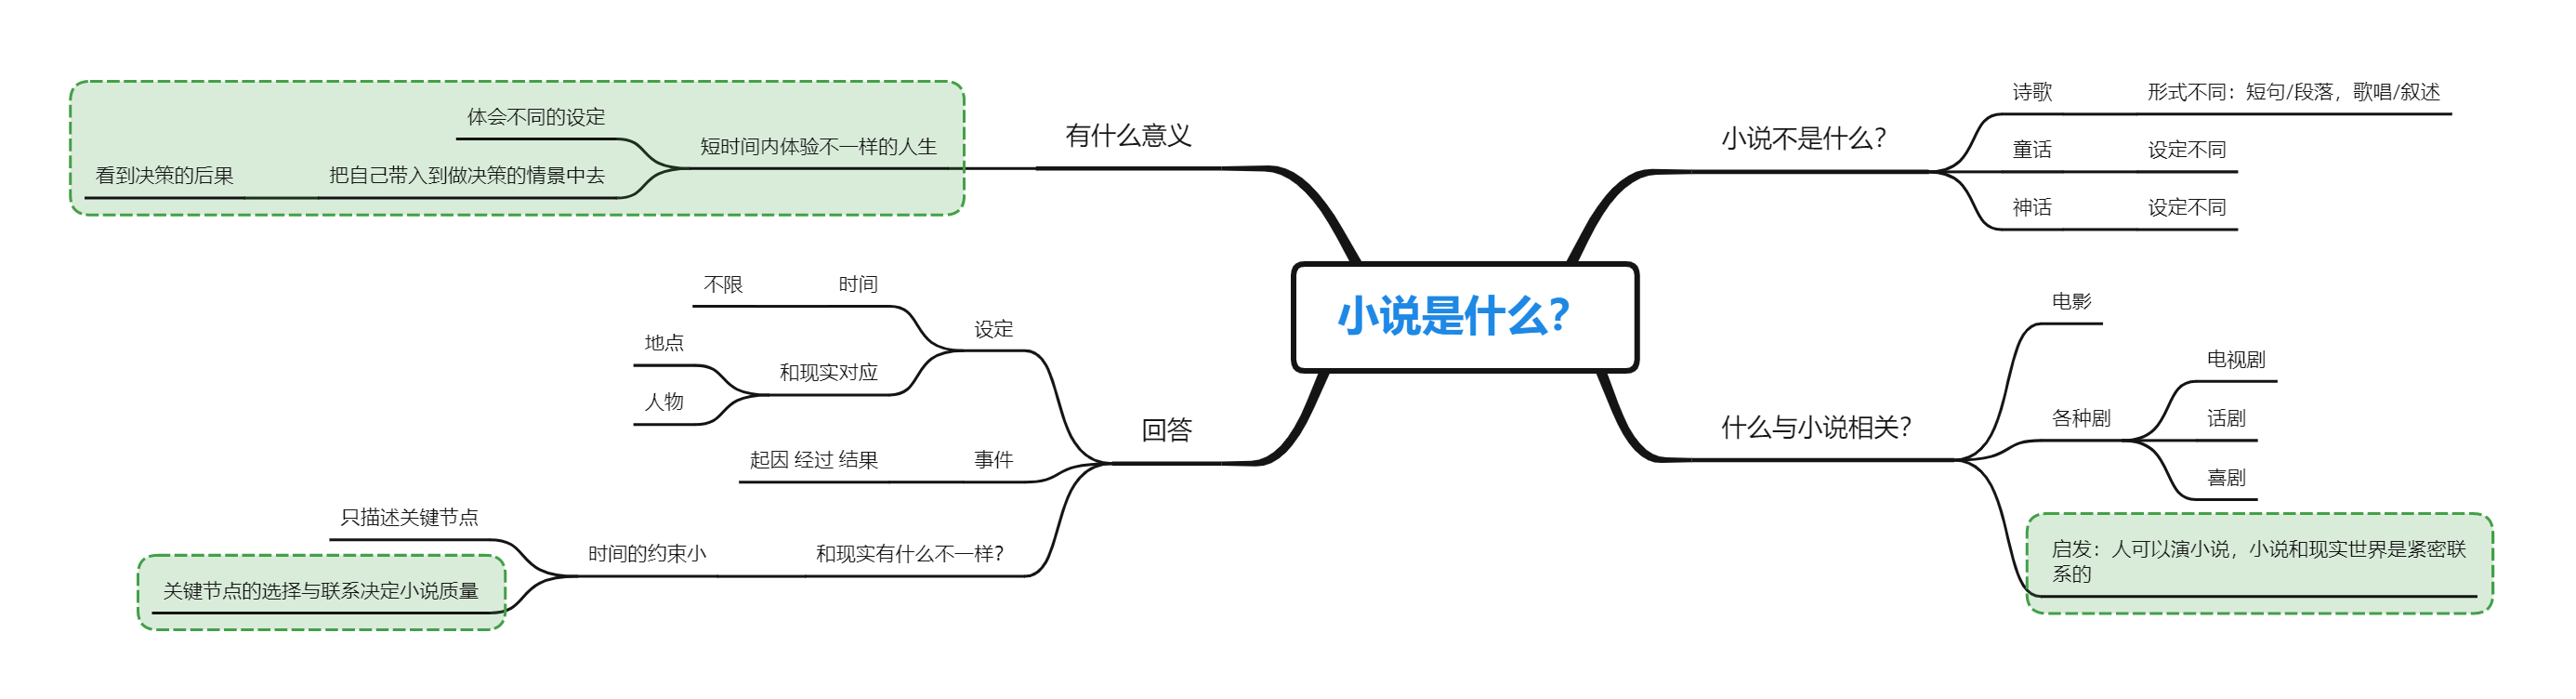 小说是什么？
小说不是什么？
诗歌
形式不同：短句/段落，歌唱/叙述
童话
设定不同
神话
设定不同
什么与小说相关？
电影
各种剧
电视剧
话剧
喜剧
启发：人可以演小说，小说和现实世界是紧密联
系的
有什么意义
短时间内体验不一样的人生
体会不同的设定
把自己带入到做决策的情景中去
看到决策的后果
回答
设定
时间
不限
和现实对应
地点
人物
事件
起因 经过 结果
和现实有什么不一样？
时间的约束小
只描述关键节点
关键节点的选择与联系决定小说质量